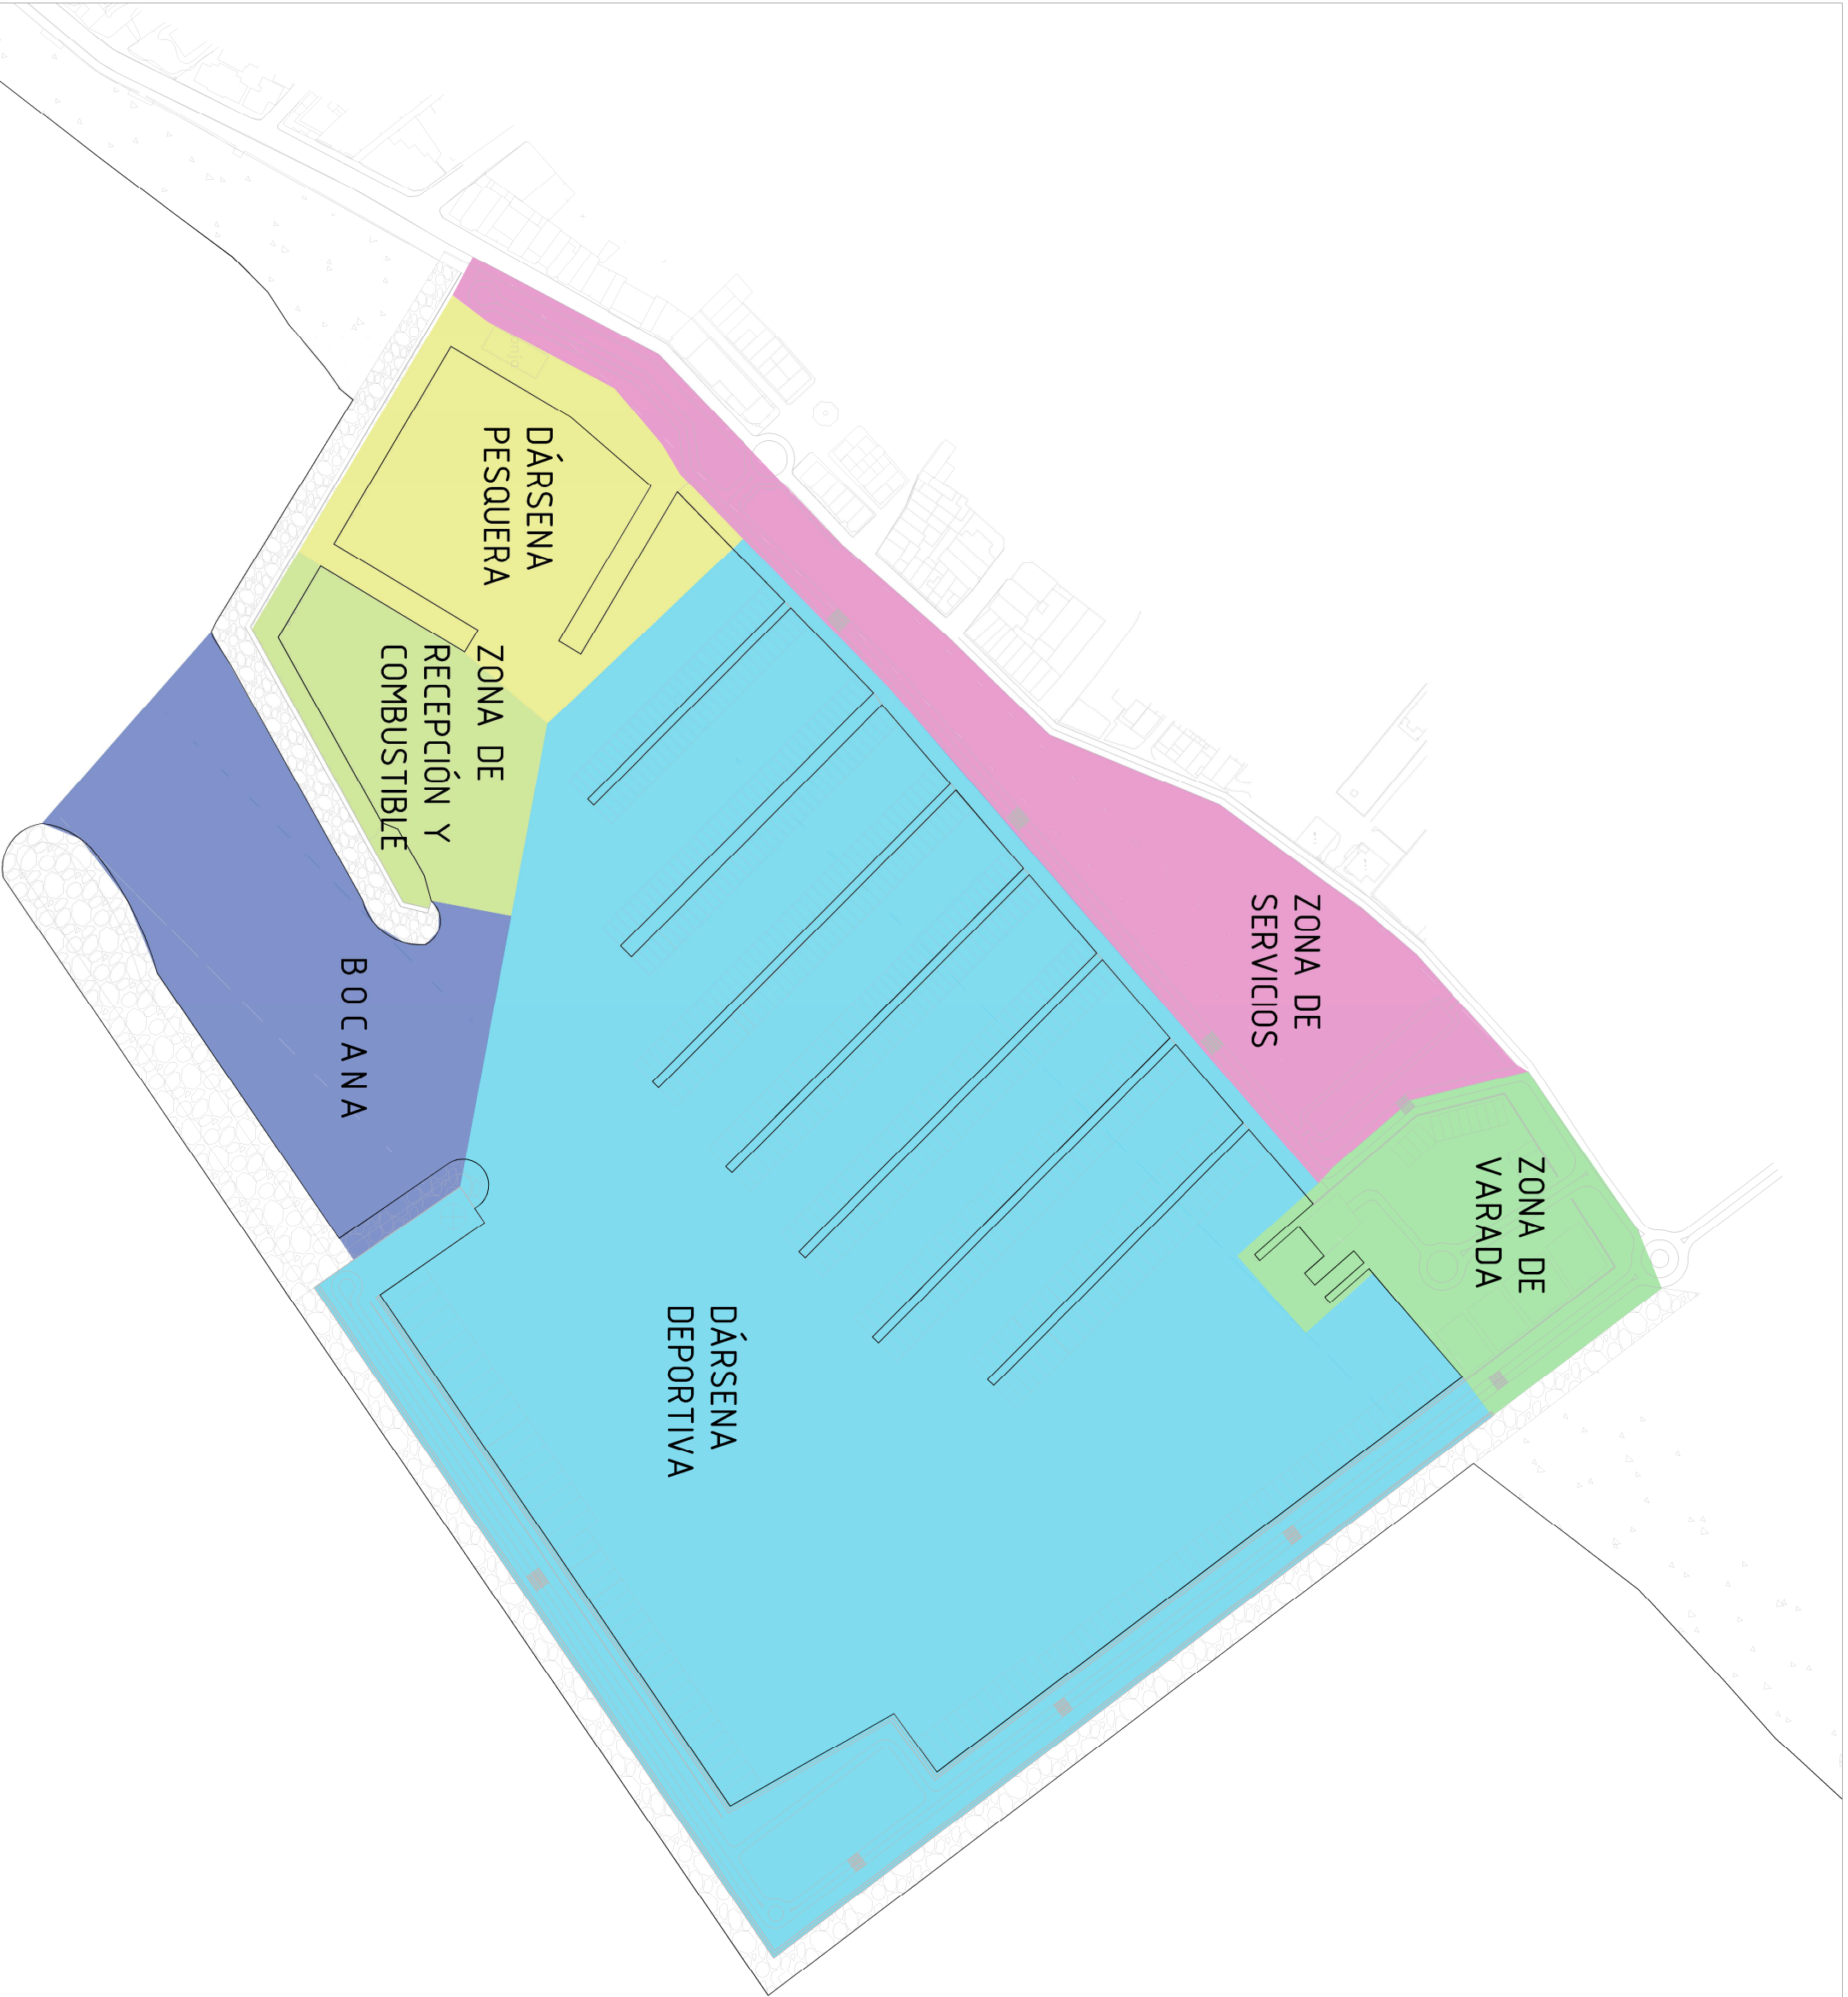 DÁRSENA
PESQUERA
ZONA DE
RECEPCIÓN Y
COMBUSTIBLE
BOCANA
ZONA DE
SERVICIOS
ZONA DE
VARADA
DÁRSENA
DEPORTIVA